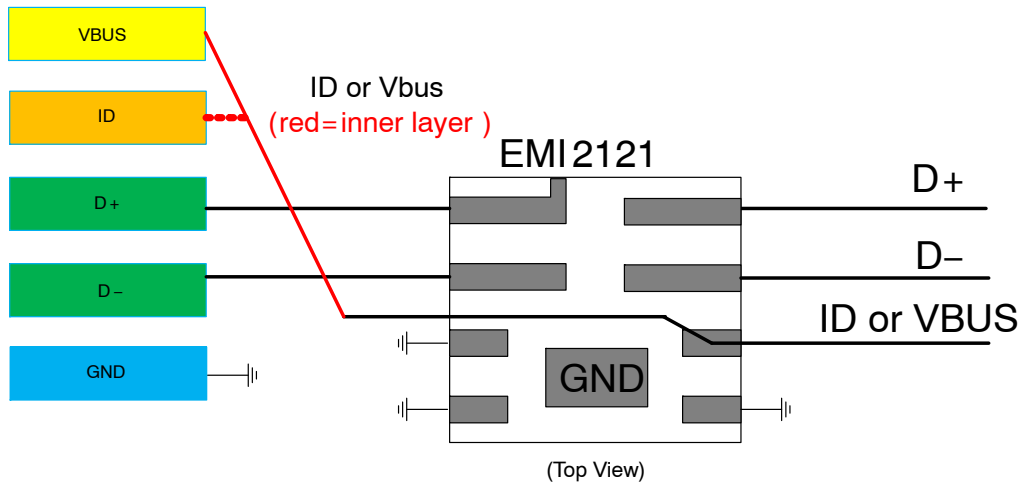 VBUS
ID
D+
D−
GND
ID or Vbus
(red=inner layer )
EMI2121
GND
D+
D−
ID or VBUS
(Top View)